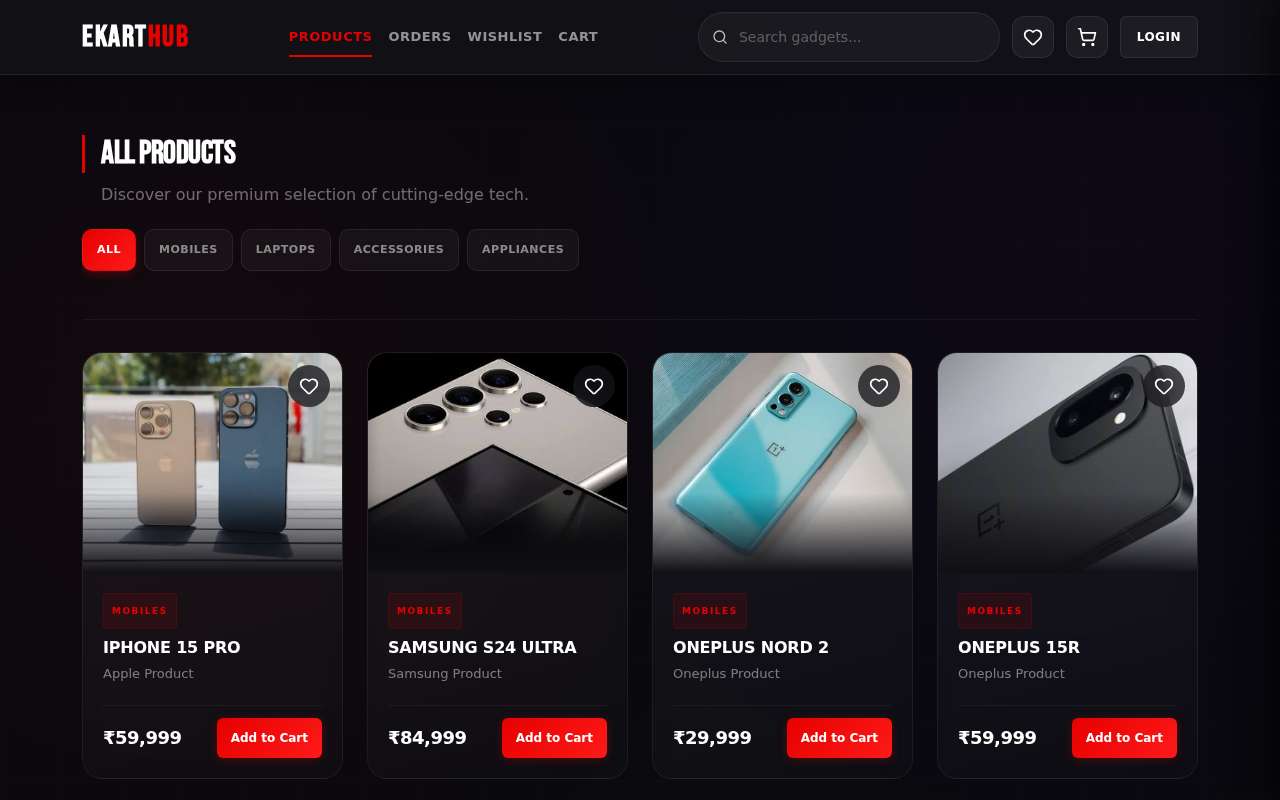 EKARTHUB
PRODUCTS ORDERS WISHLIST CART
Search gadgets...
LOGIN
ALL PRODUCTS
Discover our premium selection of cutting-edge tech.
ALL MOBILES LAPTOPS ACCESSORIES APPLIANCES
MOBILES
IPHONE 15 PRO
Apple Product
₹59,999 Add to Cart
MOBILES
SAMSUNG S24 ULTRA
Samsung Product
₹84,999 Add to Cart
MOBILES
ONEPLUS NORD 2
Oneplus Product
₹29,999 Add to Cart
MOBILES
ONEPLUS 15R
Oneplus Product
₹59,999 Add to Cart